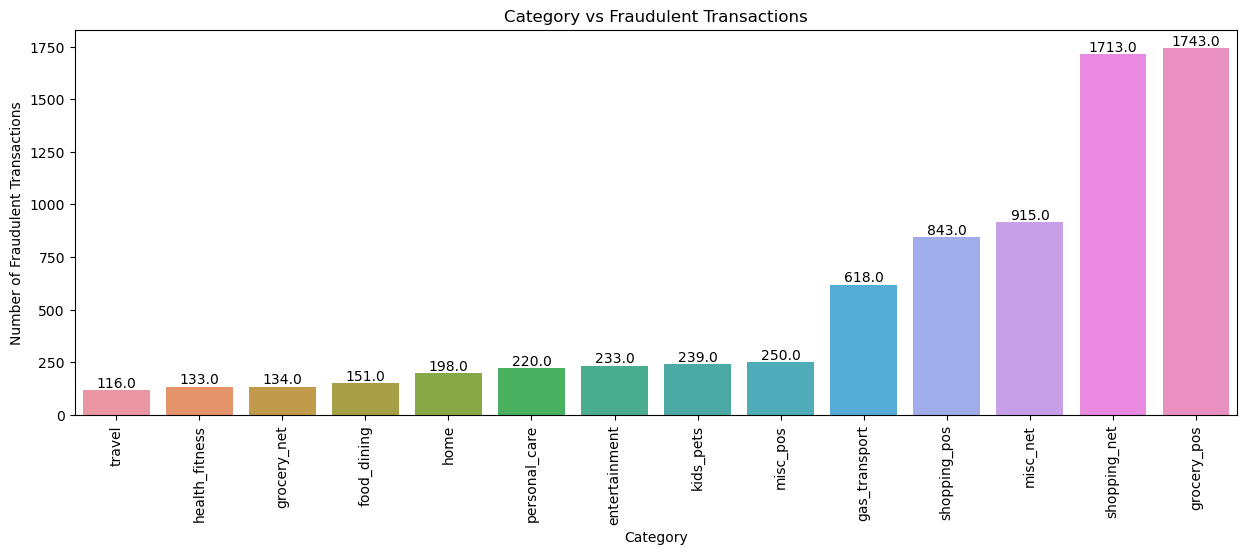 Category vs Fraudulent Transactions
Number of Fraudulent Transactions
1750
1500
1250
1000
750
500
250
0
116.0
133.0
134.0
151.0
198.0
220.0
233.0
239.0
250.0
618.0
843.0
915.0
1713.0
1743.0
travel
health_fitness
grocery_net
food_dining
home
personal_care
entertainment
kids_pets
misc_pos
gas_transport
shopping_pos
misc_net
shopping_net
grocery_pos
Category